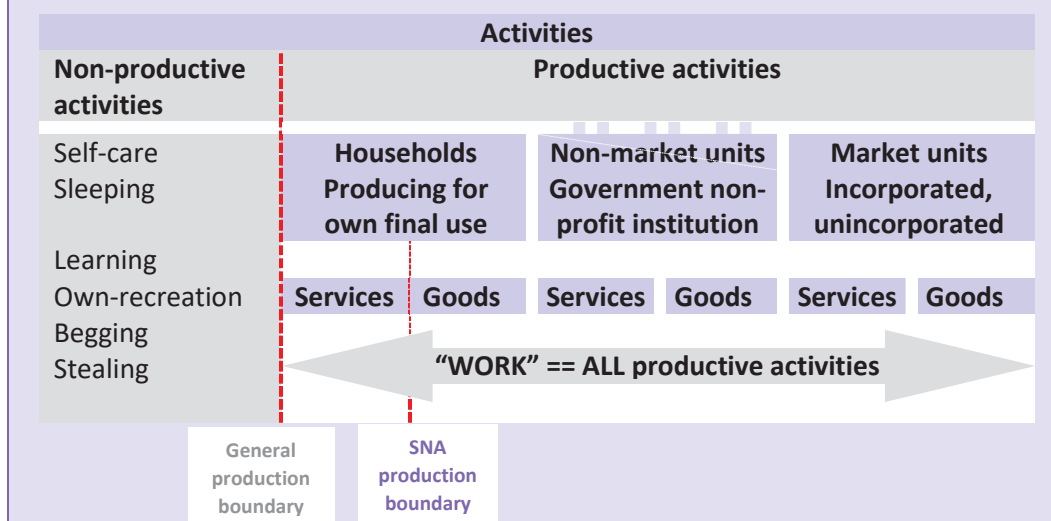 Activities
Non-productive
activities
Productive activities
Self-care
Sleeping
Learning
Own-recreation
Begging
Stealing
Households
Producing for
own final use
Non-market units
Government non-
profit institution
Market units
Incorporated,
unincorporated
Services Goods Services Goods Services Goods
“WORK” == ALL productive activities
General
production
boundary
SNA
production
boundary